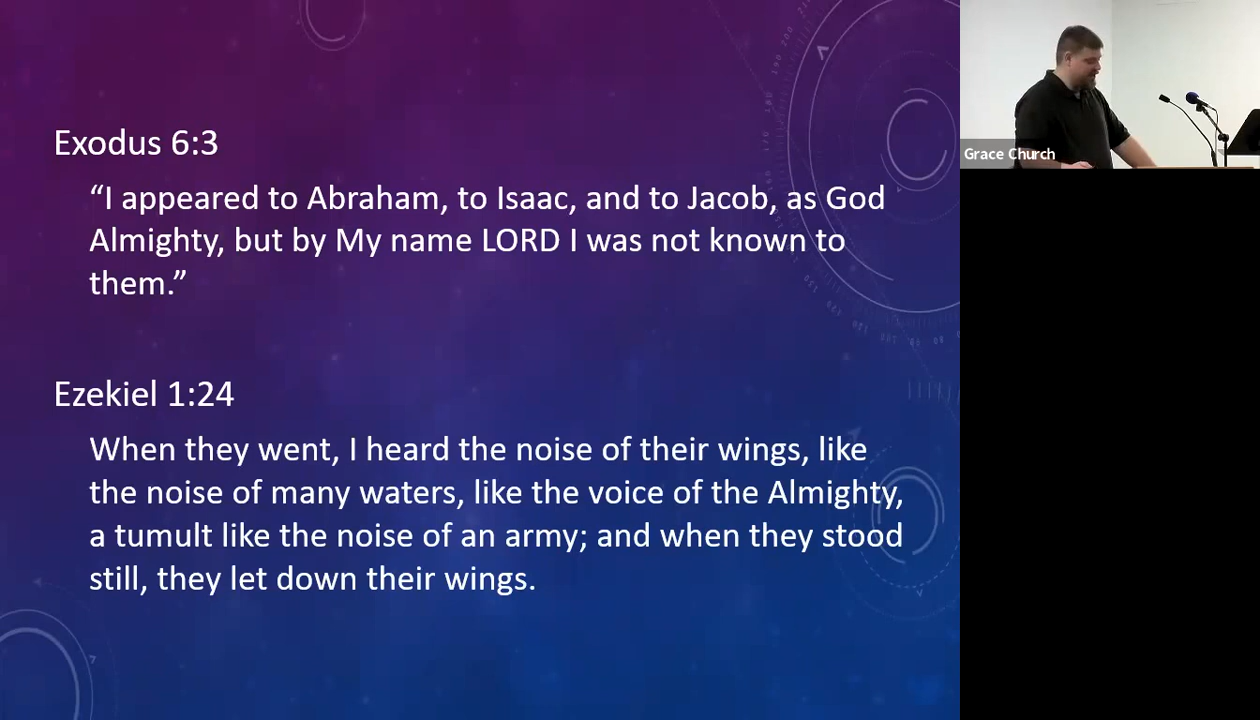 Exodus 6:3
“I appeared to Abraham, to Isaac, and to Jacob, as God
Almighty, but by My name LORD I was not known to
them.”
Ezekiel 1:24
When they went, I heard the noise of their wings, like
the noise of many waters, like the voice of the Almighty,
a tumult like the noise of an army; and when they stood
still, they let down their wings.
Grace Church